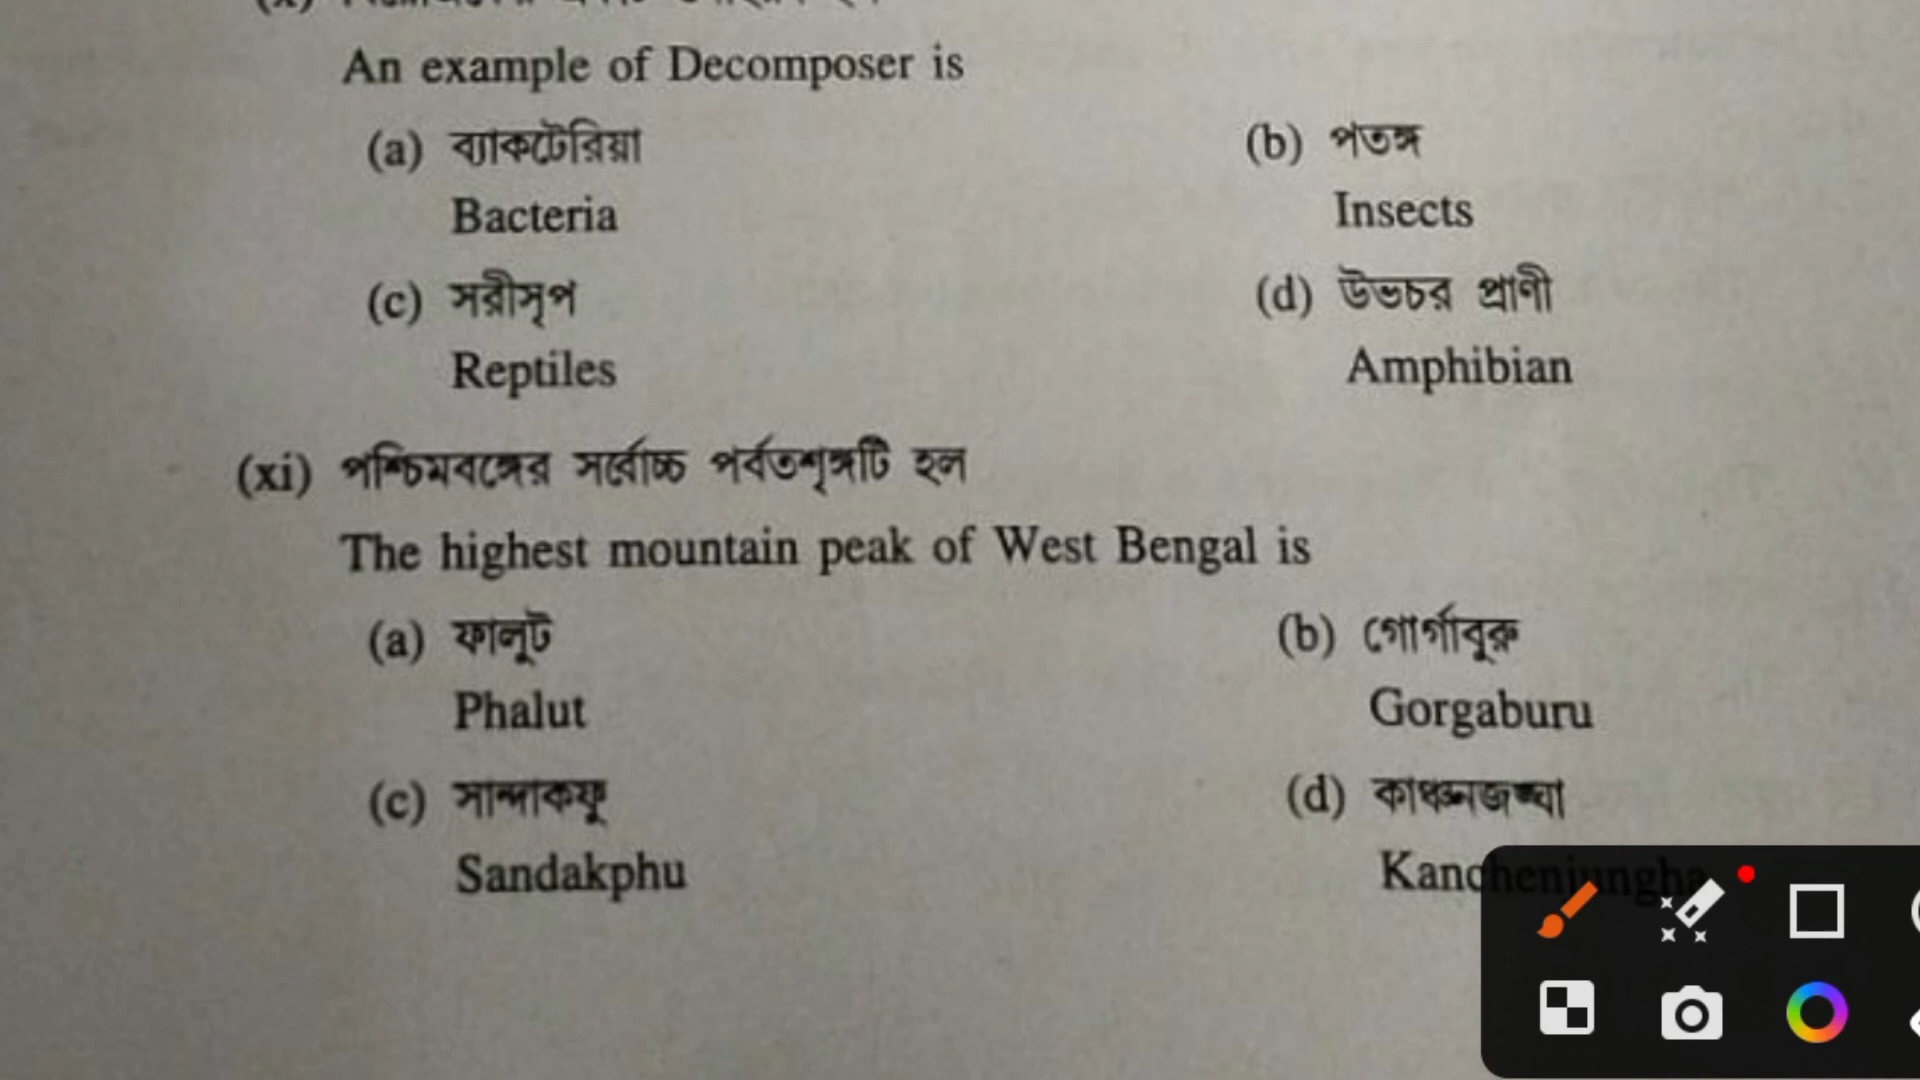 An example of Decomposer is
(a) ব্যাকটেরিয়া (b) পতঙ্গ
Bacteria Insects
(c) সরীসৃপ (d) উভচর প্রাণী
Reptiles Amphibian
(xi) পশ্চিমবঙ্গের সর্বোচ্চ পর্বতশৃঙ্গটি হল
The highest mountain peak of West Bengal is
(a) ফালুট (b) গোর্গাবুরু
Phalut Gorgaburu
(c) সান্দাকফু (d) কাঞ্চনজঙ্ঘা
Sandakphu Kanchenjungha